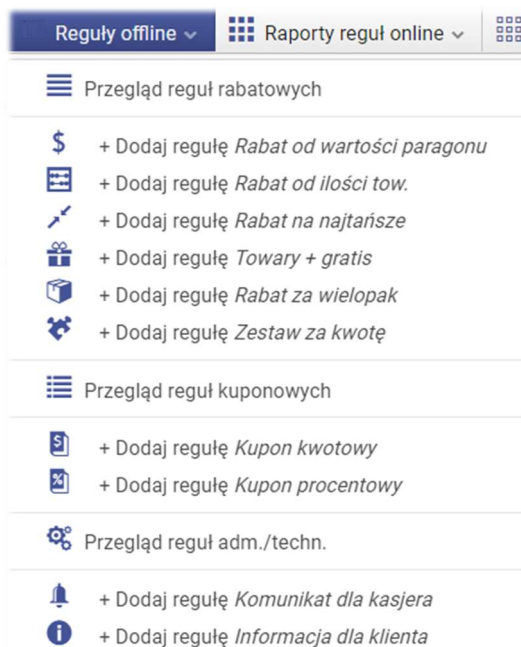 Reguły offline
Raporty reguł online
Przegląd reguł rabatowych
+ Dodaj regułę Rabat od wartości paragonu
+ Dodaj regułę Rabat od ilości tow.
+ Dodaj regułę Rabat na najtańsze
+ Dodaj regułę Towary + gratis
+ Dodaj regułę Rabat za wielopak
+ Dodaj regułę Zestaw za kwotę
Przegląd reguł kuponowych
+ Dodaj regułę Kupon kwotowy
+ Dodaj regułę Kupon procentowy
Przegląd reguł adm./techn.
+ Dodaj regułę Komunikat dla kasjera
+ Dodaj regułę Informacja dla klienta